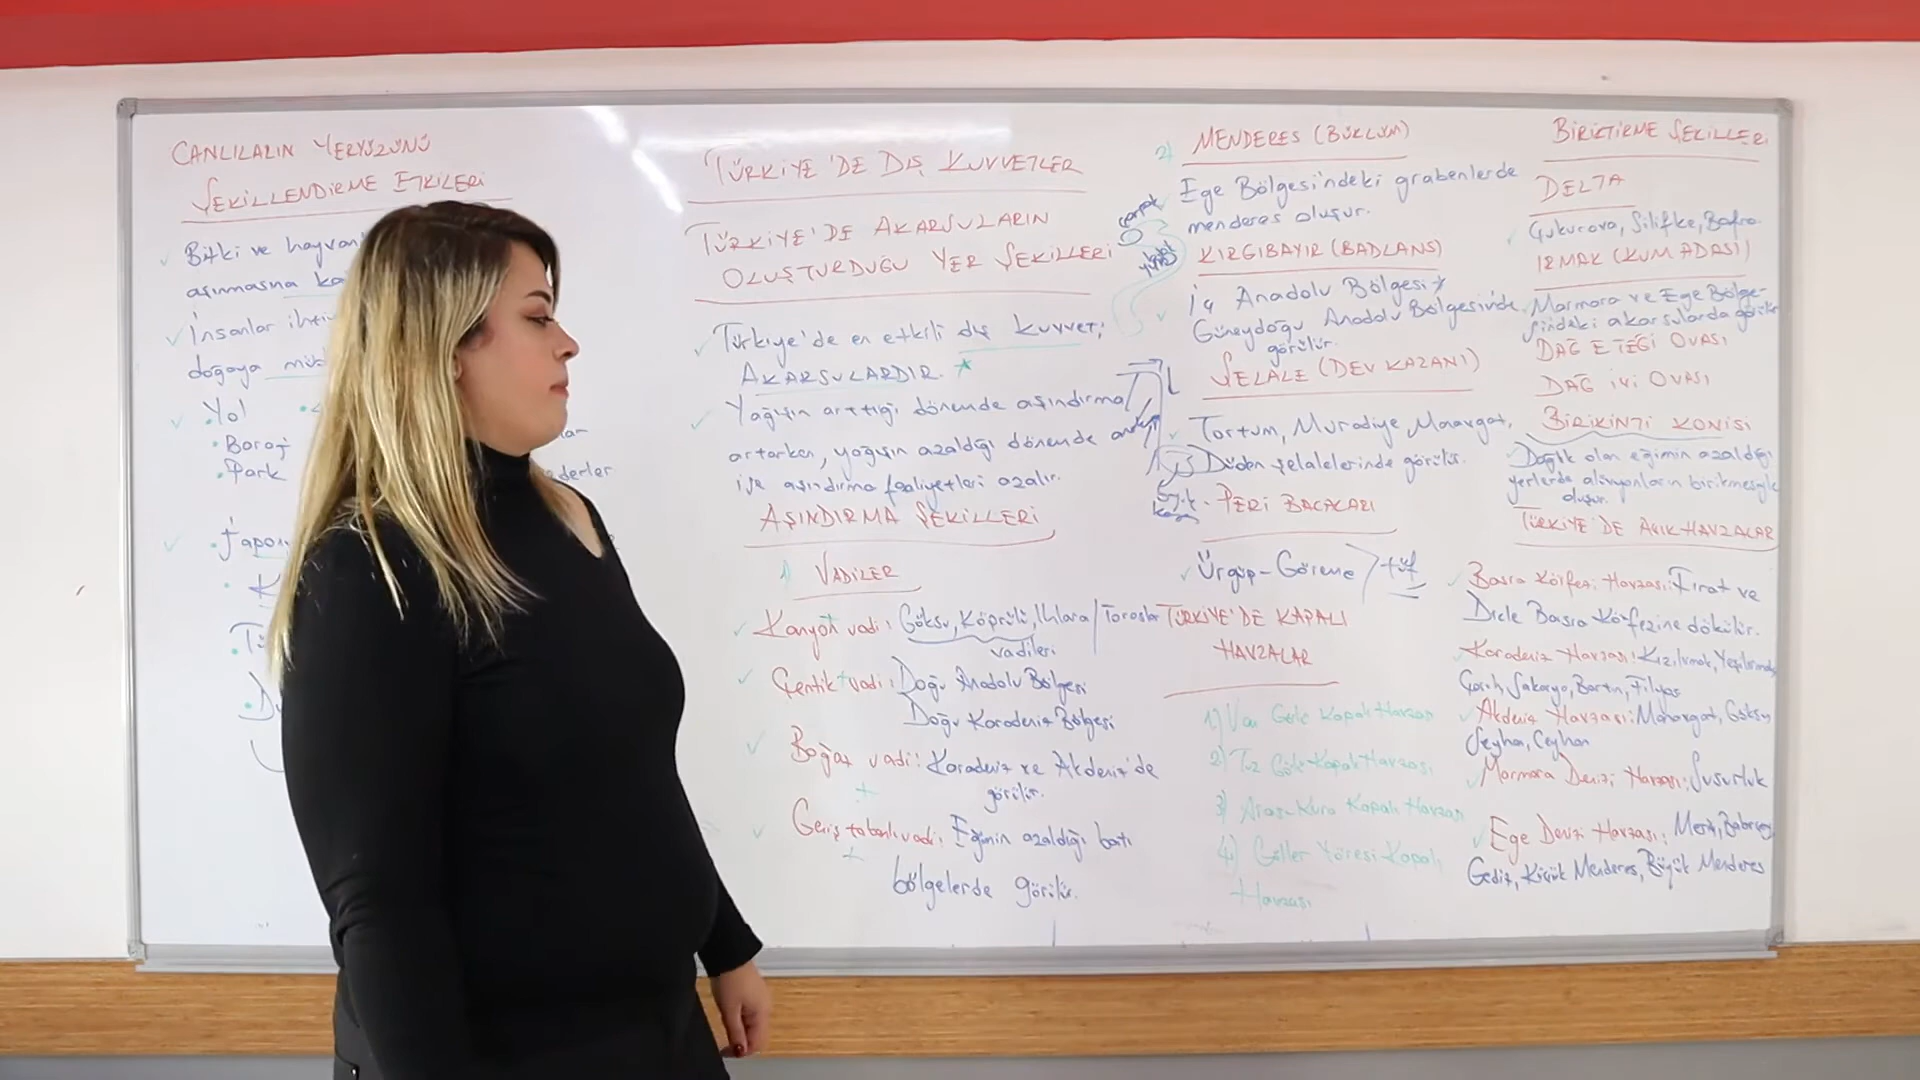 CANLILARIN YERYÜZÜNÜ
ŞEKİLLENDİRME ETKİLERİ
Bitki ve hayvan
aşınmasına
İnsanlar
doğaya
Yol
Baraj
Park
ederler
Japon
TÜRKİYE'DE DIŞ KUVVETLER
TÜRKİYE'DE AKARSULARIN
OLUŞTURDUĞU YER ŞEKİLLERİ
Türkiye'de en etkili dış kuvvet;
AKARSULARDIR.
Yağışın arttığı dönemde aşındırma
artarken, yağışın azaldığı dönemde
ise aşındırma faaliyetleri azalır.
AŞINDIRMA ŞEKİLLERİ
1) VADİLER
Kanyon vadi: Göksu, Köprülü, Ihlara/Toroslar
vadileri
Çentik vadi: Doğu Anadolu Bölgesi
Doğu Karadeniz Bölgesi
Boğaz vadi: Karadeniz ve Akdeniz'de
görülür.
Geniş tabanlı vadi: Eğimin azaldığı batı
bölgelerde görülür.
2) MENDERES (BÜKLÜM)
Ege Bölgesi'ndeki grabenlerde
menderes oluşur.
KIRGIBAYIR (BADLANS)
İç Anadolu Bölgesi
Güneydoğu Anadolu Bölgesinde
görülür.
ŞELALE (DEV KAZANI)
Tortum, Muradiye, Manavgat,
Düden şelalelerinde görülür.
PERİ BACALARI
Ürgüp-Göreme tüf
TÜRKİYE'DE KAPALI
HAVZALAR
1) Van Gölü Kapalı Havzası
2) Tuz Gölü Kapalı Havzası
3) Aras-Kura Kapalı Havzası
4) Göller Yöresi Kapalı
Havzası
BİRİKTİRME ŞEKİLLERİ
DELTA
Çukurova, Silifke, Bafra
IRMAK (KUM ADASI)
Marmara ve Ege Bölge-
sindeki akarsularda görülür
DAĞ ETEĞİ OVASI
DAĞ İÇİ OVASI
BİRİKİNTİ KONİSİ
Dağlık olan eğimin azaldığı
yerlerde alüvyonların birikmesiyle
oluşur.
TÜRKİYE'DE AÇIK HAVZALAR
Basra Körfezi Havzası: Fırat ve
Dicle Basra Körfezine dökülür.
Karadeniz Havzası: Kızılırmak, Yeşilırmak,
Çoruh, Sakarya, Bartın, Filyos
Akdeniz Havzası: Manavgat, Göksu
Seyhan, Ceyhan
Marmara Denizi Havzası: Susurluk
Ege Denizi Havzası: Meriç, Bakırçay,
Gediz, Küçük Menderes, Büyük Menderes